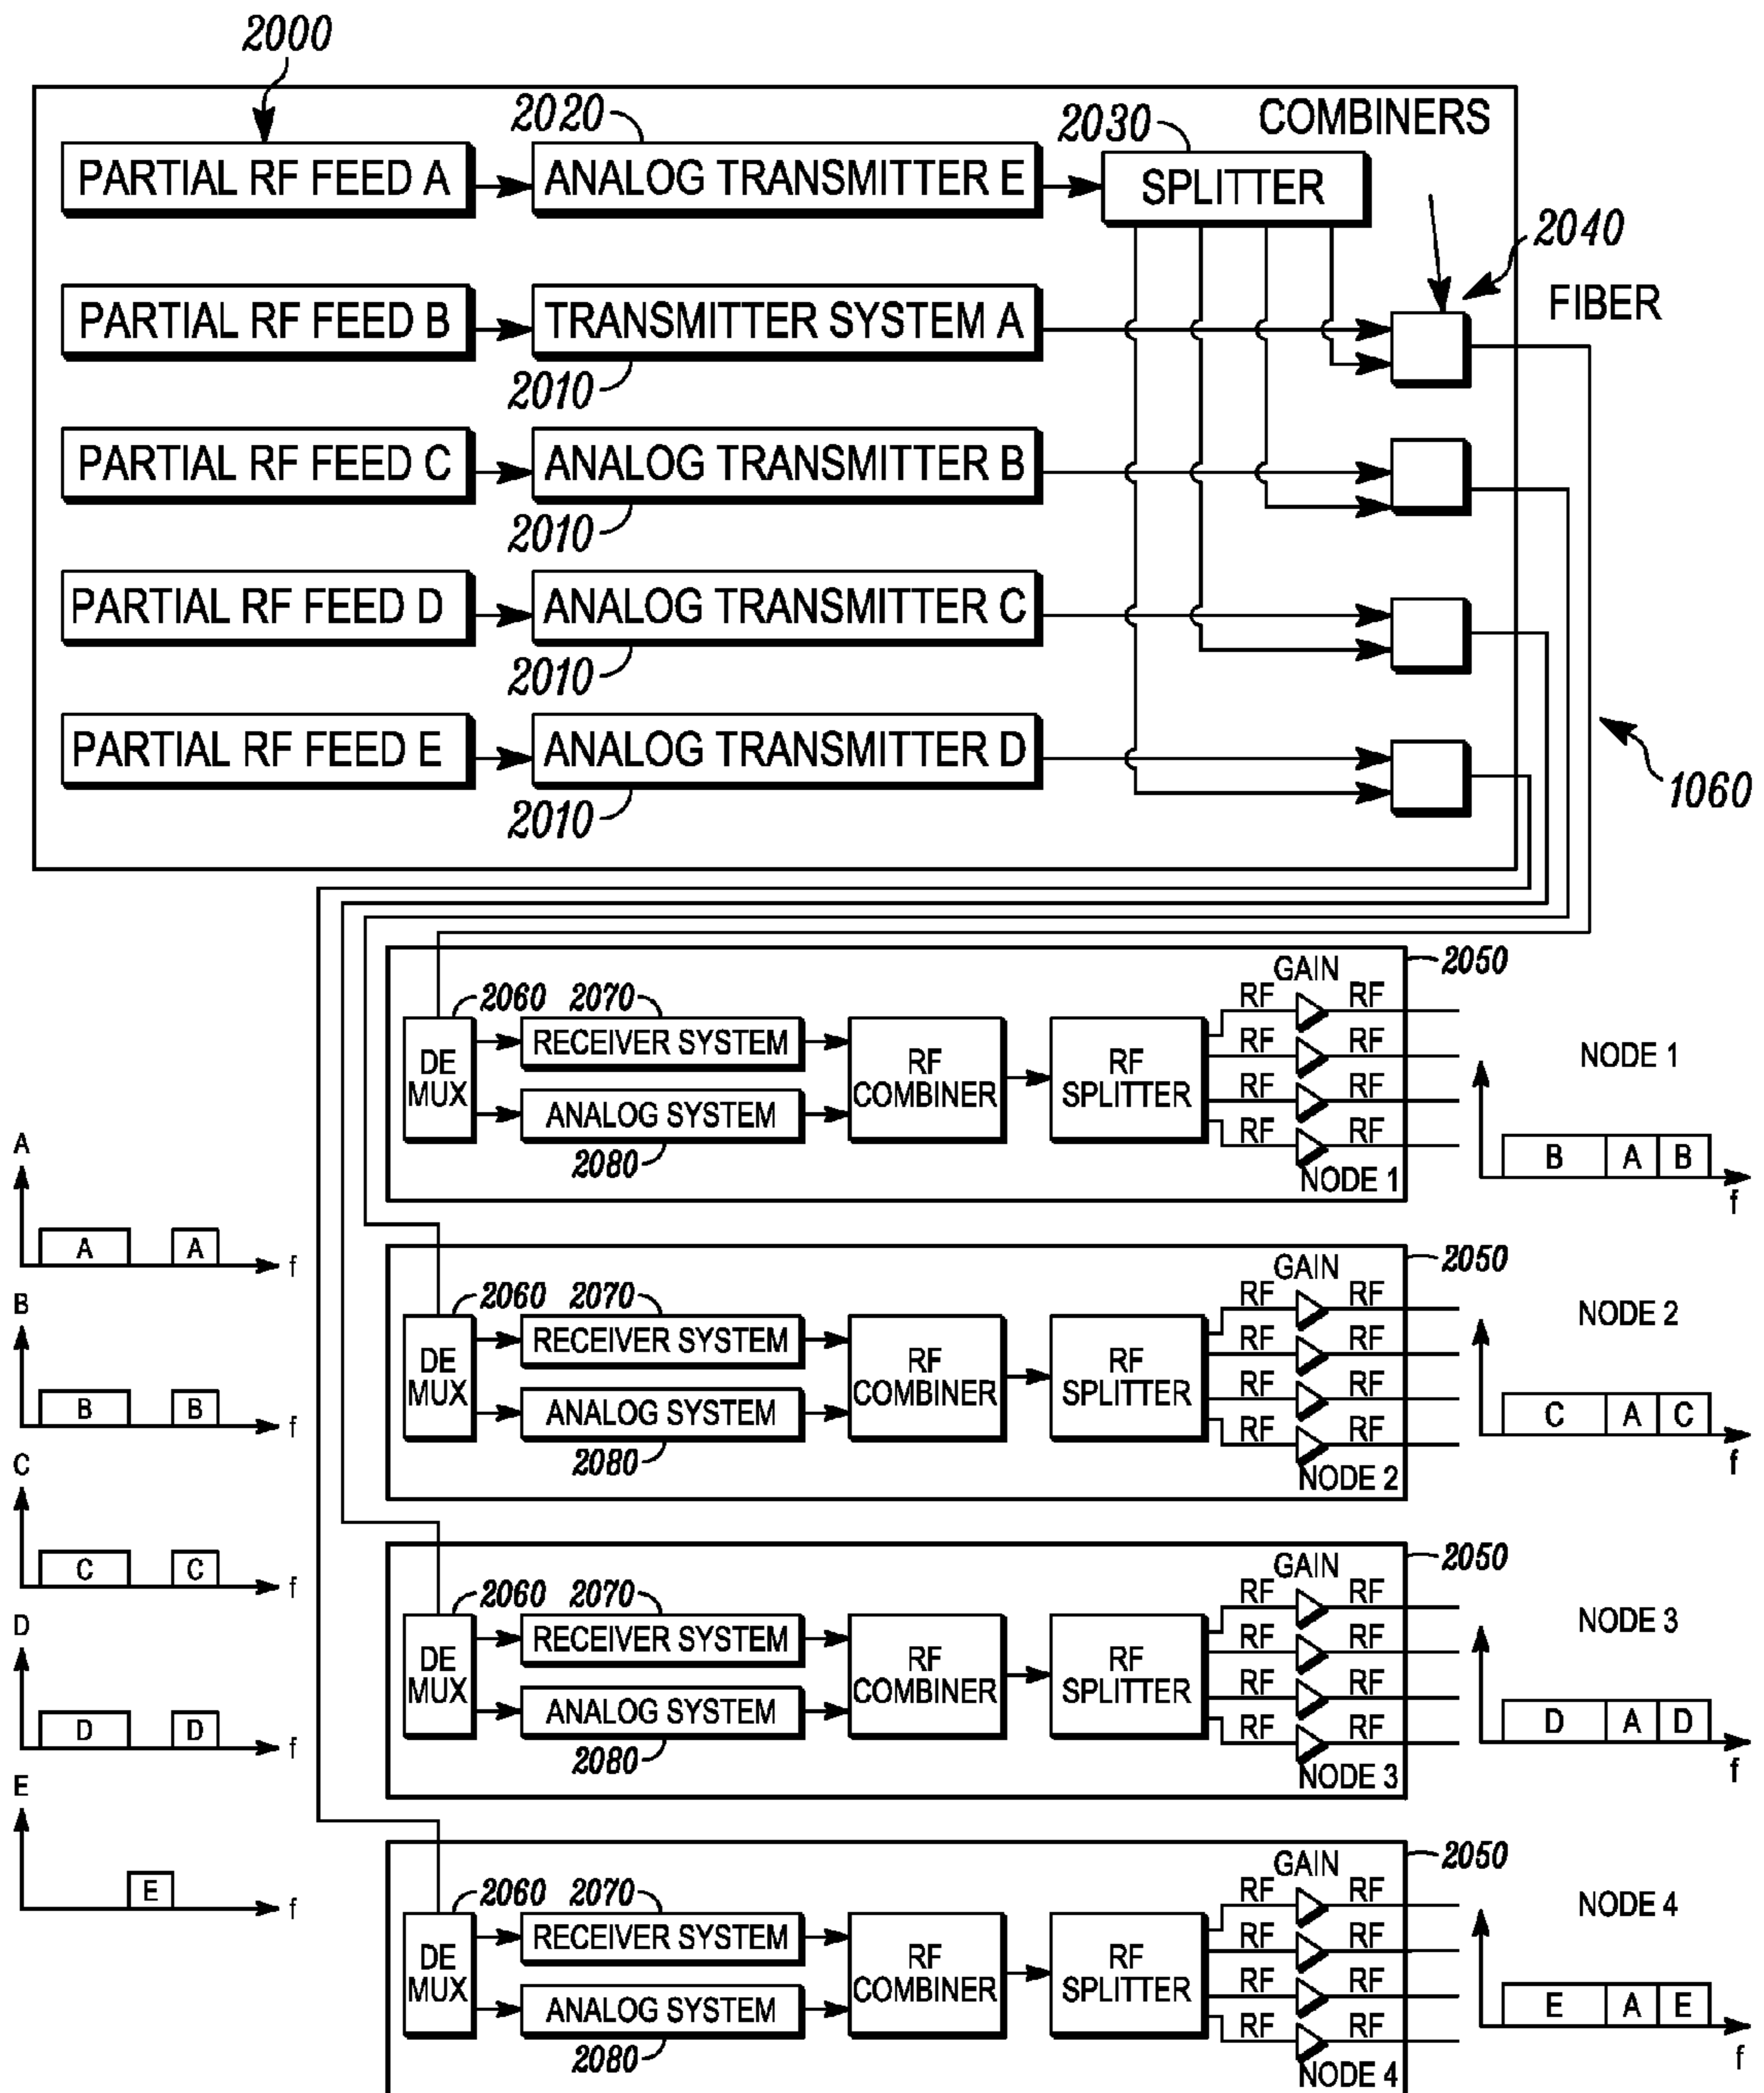 2000
2020
2030
COMBINERS
PARTIAL RF FEED A
ANALOG TRANSMITTER E
SPLITTER
2040
FIBER
PARTIAL RF FEED B
TRANSMITTER SYSTEM A
2010
PARTIAL RF FEED C
ANALOG TRANSMITTER B
2010
PARTIAL RF FEED D
ANALOG TRANSMITTER C
2010
PARTIAL RF FEED E
ANALOG TRANSMITTER D
2010
1060
2050
GAIN
2060
2070
RF
RF
DE
MUX
RECEIVER SYSTEM
RF
COMBINER
RF
SPLITTER
RF
RF
ANALOG SYSTEM
RF
RF
2080
RF
RF
NODE 1
NODE 1
B
A
B
f
2050
GAIN
2060
2070
RF
RF
DE
MUX
RECEIVER SYSTEM
RF
COMBINER
RF
SPLITTER
RF
RF
ANALOG SYSTEM
RF
RF
2080
RF
RF
NODE 2
NODE 2
C
A
C
f
2050
GAIN
2060
2070
RF
RF
DE
MUX
RECEIVER SYSTEM
RF
COMBINER
RF
SPLITTER
RF
RF
ANALOG SYSTEM
RF
RF
2080
RF
RF
NODE 3
NODE 3
D
A
D
f
2050
GAIN
2060
2070
RF
RF
DE
MUX
RECEIVER SYSTEM
RF
COMBINER
RF
SPLITTER
RF
RF
ANALOG SYSTEM
RF
RF
2080
RF
RF
NODE 4
NODE 4
E
A
E
f
A
A
A
f
B
B
B
f
C
C
C
f
D
D
D
f
E
E
f